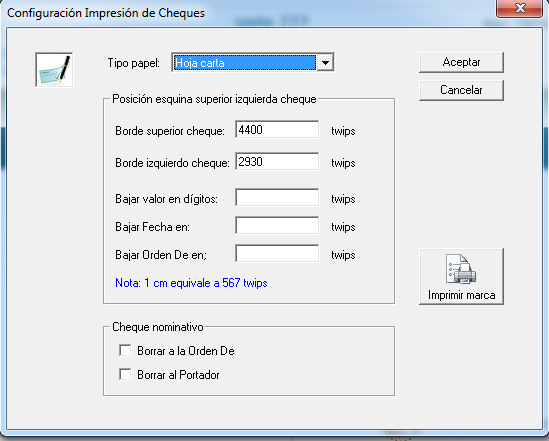 Configuración Impresión de Cheques
Tipo papel: Hoja carta
Aceptar
Cancelar
Posición esquina superior izquierda cheque
Borde superior cheque: 4400 twips
Borde izquierdo cheque: 2930 twips
Bajar valor en dígitos: twips
Bajar Fecha en: twips
Bajar Orden De en; twips
Nota: 1 cm equivale a 567 twips
Imprimir marca
Cheque nominativo
Borrar a la Orden De
Borrar al Portador